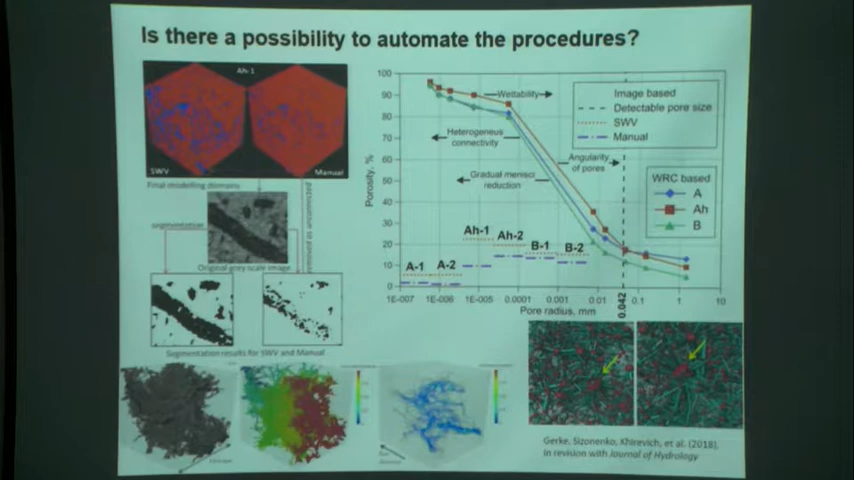 Is there a possibility to automate the procedures?
Ah-1
SWV
Manual
Final modelling domains
segmentation
Original grey-scale image
Segmentation results for SWV and Manual
100
90
80
70
60
50
40
30
20
10
0
Porosity, %
1E-007
1E-006
1E-005
0.0001
0.001
0.01
0.1
1
10
0.042
Pore radius, mm
Wettability
Heterogeneus
connectivity
Gradual menisci
reduction
Angularity
of pores
Image based
Detectable pore size
SWV
Manual
WRC based
A
Ah
B
A-1
A-2
Ah-1
Ah-2
B-1
B-2
Gerke, Sizonenko, Khirevich, et al. (2018),
in revision with Journal of Hydrology